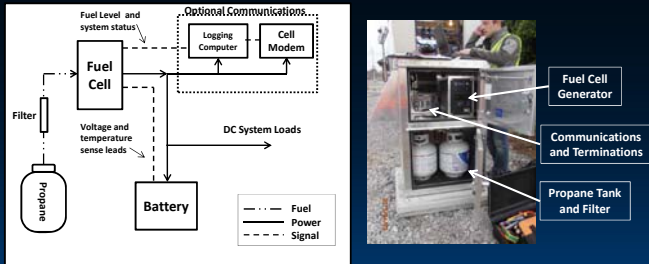 Fuel Level and
system status
Optional Communications
Logging
Computer
Cell
Modem
Fuel
Cell
Filter
Voltage and
temperature
sense leads
DC System Loads
Propane
Battery
Fuel
Power
Signal
Fuel Cell
Generator
Communications
and Terminations
Propane Tank
and Filter